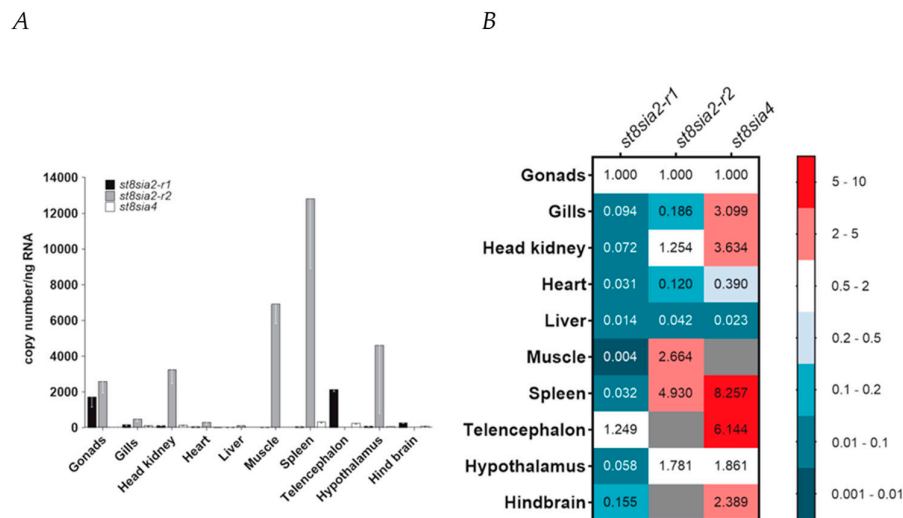 A
B
14000
12000
10000
8000
6000
4000
2000
0
copy number/ng RNA
st8sia2-r1
st8sia2-r2
st8sia4
Gonads
Gills
Head kidney
Heart
Liver
Muscle
Spleen
Telencephalon
Hypothalamus
Hind brain
st8sia2-r1
st8sia2-r2
st8sia4
Gonads 1.000 1.000 1.000
Gills 0.094 0.186 3.099
Head kidney 0.072 1.254 3.634
Heart 0.031 0.120 0.390
Liver 0.014 0.042 0.023
Muscle 0.004 2.664
Spleen 0.032 4.930 8.257
Telencephalon 1.249 6.144
Hypothalamus 0.058 1.781 1.861
Hindbrain 0.155 2.389
5 - 10
2 - 5
0.5 - 2
0.2 - 0.5
0.1 - 0.2
0.01 - 0.1
0.001 - 0.01